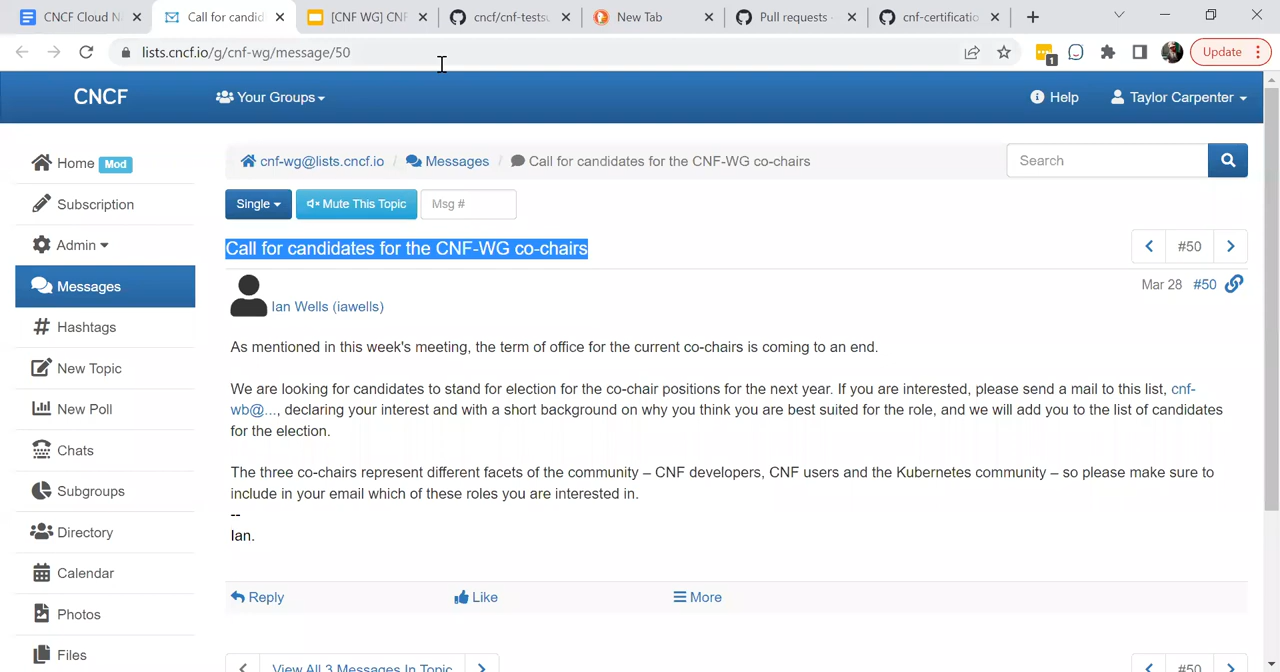 CNCF Cloud N
Call for candid
[CNF WG] CNF
cncf/cnf-testsu
New Tab
Pull requests ·
cnf-certificatio
lists.cncf.io/g/cnf-wg/message/50
1
Update
CNCF
Your Groups
Help
Taylor Carpenter
Home Mod
Subscription
Admin
Messages
Hashtags
New Topic
New Poll
Chats
Subgroups
Directory
Calendar
Photos
Files
cnf-wg@lists.cncf.io / Messages / Call for candidates for the CNF-WG co-chairs
Search
Single
Mute This Topic
Msg #
Call for candidates for the CNF-WG co-chairs
#50
Ian Wells (iawells)
Mar 28 #50
As mentioned in this week's meeting, the term of office for the current co-chairs is coming to an end.
We are looking for candidates to stand for election for the co-chair positions for the next year. If you are interested, please send a mail to this list, cnf-
wb@..., declaring your interest and with a short background on why you think you are best suited for the role, and we will add you to the list of candidates
for the election.
The three co-chairs represent different facets of the community – CNF developers, CNF users and the Kubernetes community – so please make sure to
include in your email which of these roles you are interested in.
--
Ian.
Reply
Like
More
View All 3 Messages In Topic
#50